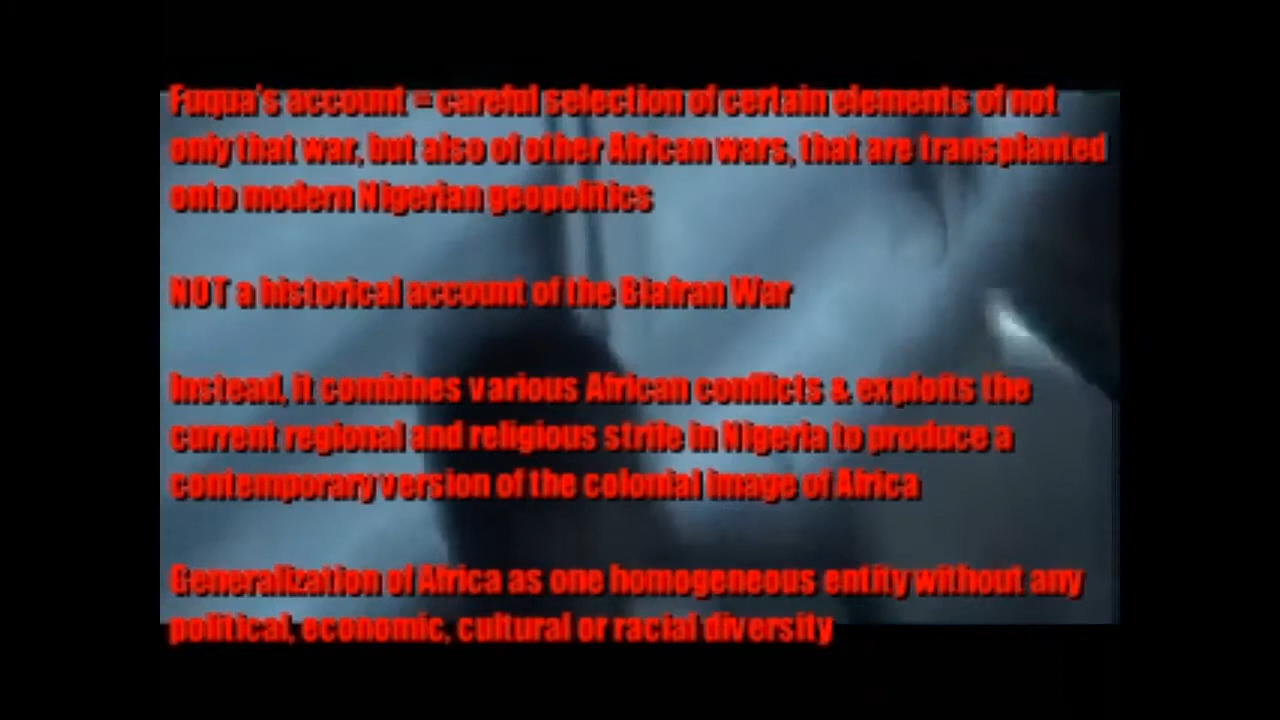 Fuqua's account = careful selection of certain elements of not
only that war, but also of other African wars, that are transplanted
onto modern Nigerian geopolitics
NOT a historical account of the Biafran War
Instead, it combines various African conflicts & exploits the
current regional and religious strife in Nigeria to produce a
contemporary version of the colonial image of Africa
Generalization of Africa as one homogeneous entity without any
political, economic, cultural or racial diversity